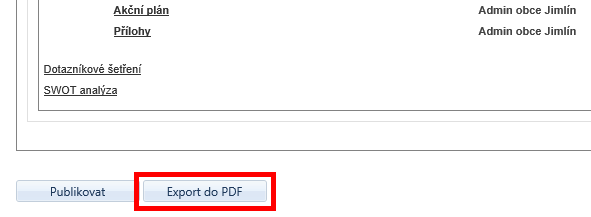 Akční plán Admin obce Jimlín
Přílohy Admin obce Jimlín
Dotazníkové šetření
SWOT analýza
Publikovat Export do PDF